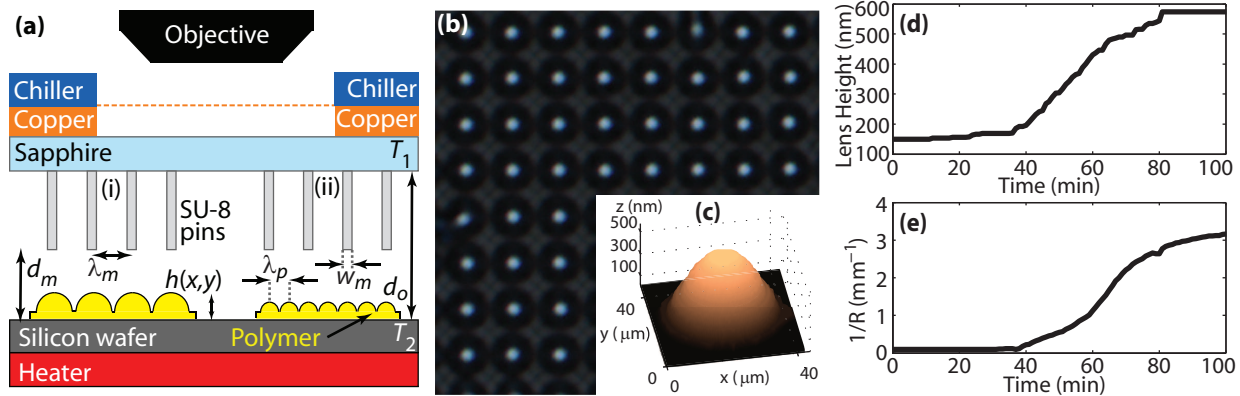 (a)
Objective
Chiller
Chiller
Copper
Copper
Sapphire
T₁
(i)
(ii)
SU-8
pins
dₘ
λₘ
h(x,y)
λₚ
wₘ
dₒ
Silicon wafer
Polymer
T₂
Heater
(b)
(c)
z (nm)
500
300
100
40
y (μm)
0
0
x (μm)
40
(d)
Lens Height (nm)
600
500
400
300
200
100
0
20
40
60
80
100
Time (min)
(e)
1/R (mm⁻¹)
4
3
2
1
0
0
20
40
60
80
100
Time (min)